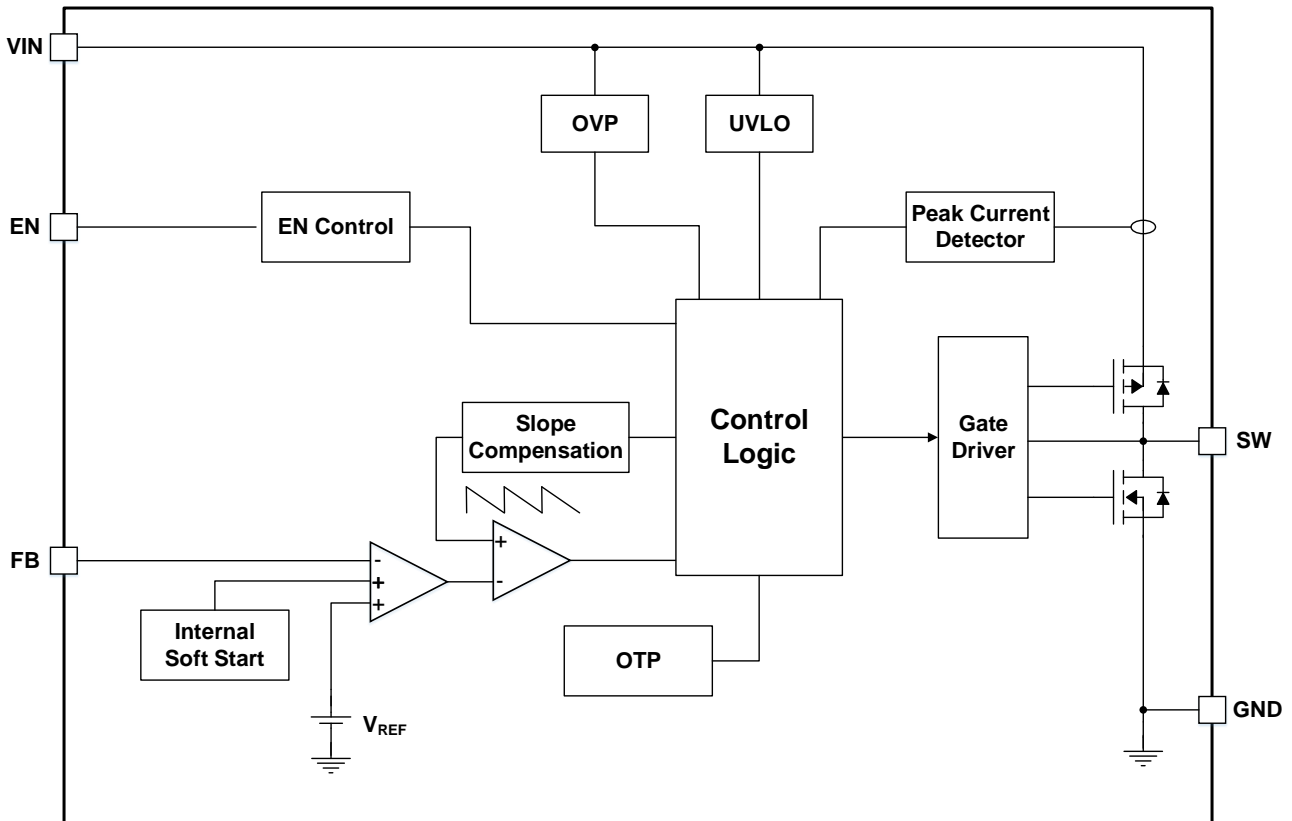 VIN
OVP
UVLO
EN
EN Control
Peak Current
Detector
Slope
Compensation
Control
Logic
Gate
Driver
SW
FB
-
+
+
+
-
Internal
Soft Start
OTP
VREF
GND